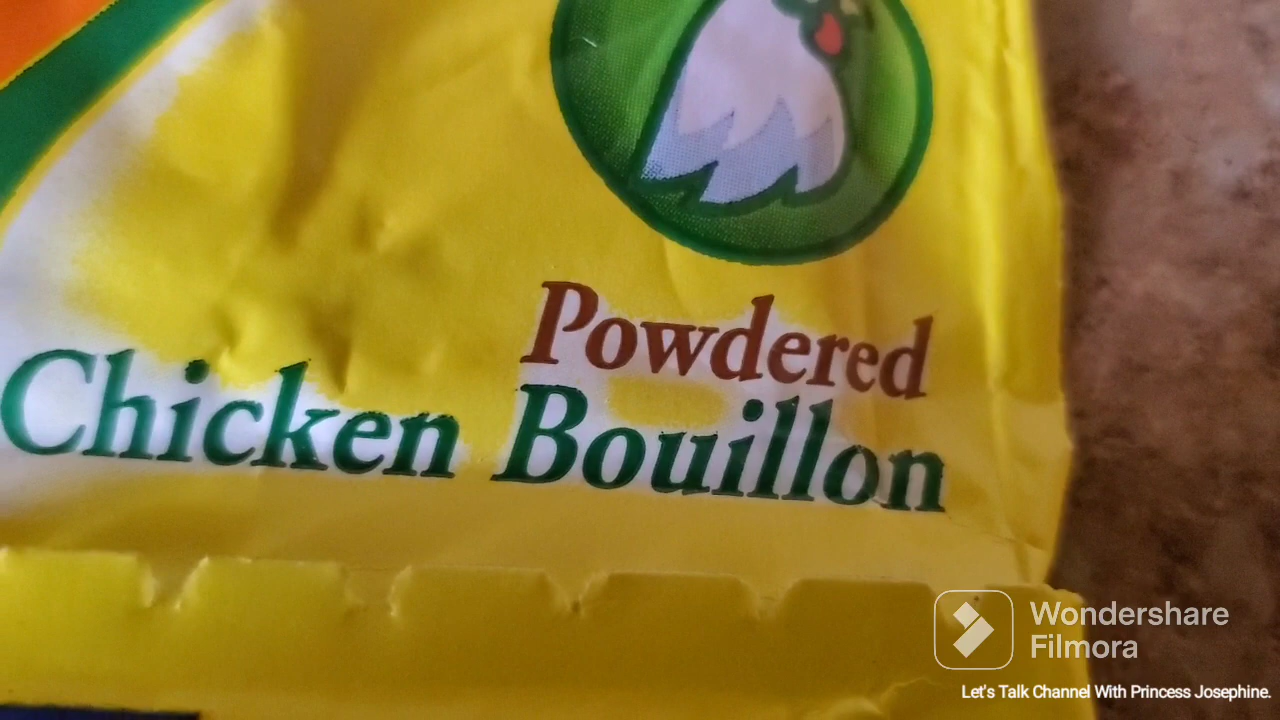 Powdered
Chicken Bouillon
Wondershare
Filmora
Let's Talk Channel With Princess Josephine.